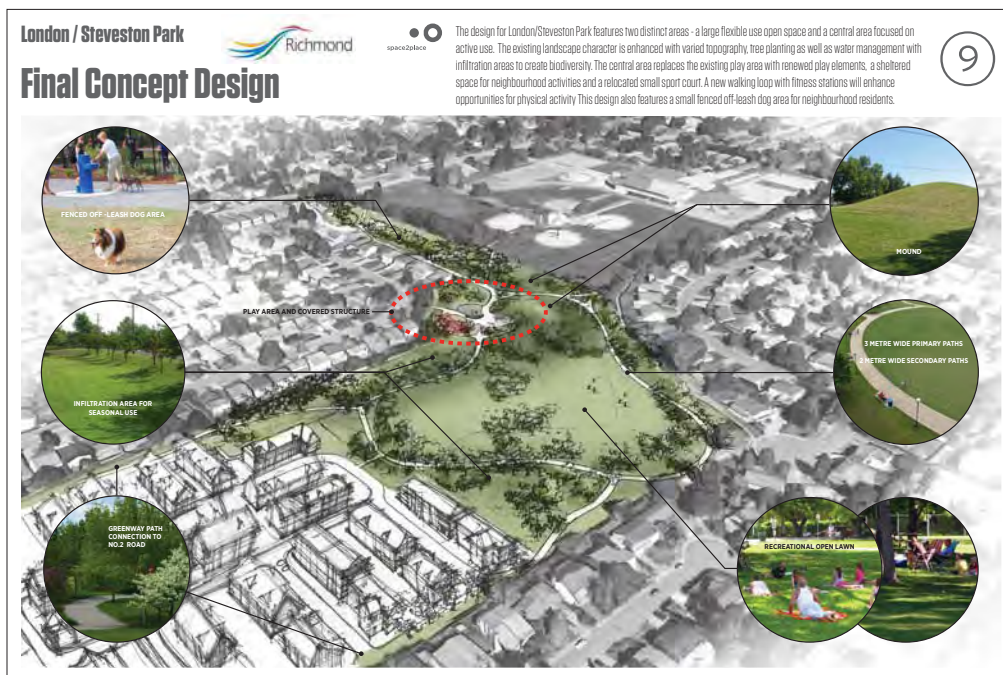 London / Steveston Park
Richmond
space2place
Final Concept Design
The design for London/Steveston Park features two distinct areas - a large flexible use open space and a central area focused on
active use. The existing landscape character is enhanced with varied topography, tree planting as well as water management with
infiltration areas to create biodiversity. The central area replaces the existing play area with renewed play elements, a sheltered
space for neighbourhood activities and a relocated small sport court. A new walking loop with fitness stations will enhance
opportunities for physical activity This design also features a small fenced off-leash dog area for neighbourhood residents.
9
FENCED OFF -LEASH DOG AREA
MOUND
PLAY AREA AND COVERED STRUCTURE
3 METRE WIDE PRIMARY PATHS
2 METRE WIDE SECONDARY PATHS
INFILTRATION AREA FOR
SEASONAL USE
GREENWAY PATH
CONNECTION TO
NO.2 ROAD
RECREATIONAL OPEN LAWN